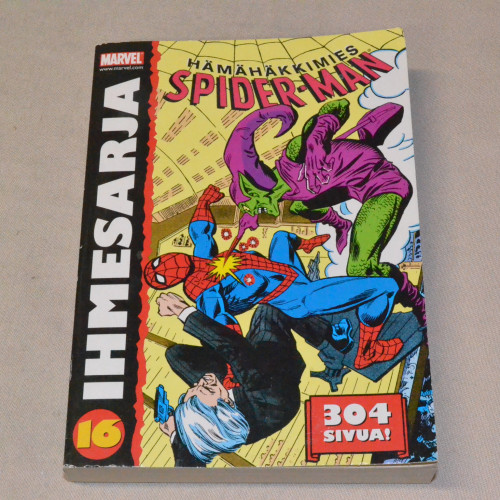 MARVEL
www.marvel.com
HÄMÄHÄKKIMIES
SPIDER-MAN
IHMESARJA
16
304
SIVUA!